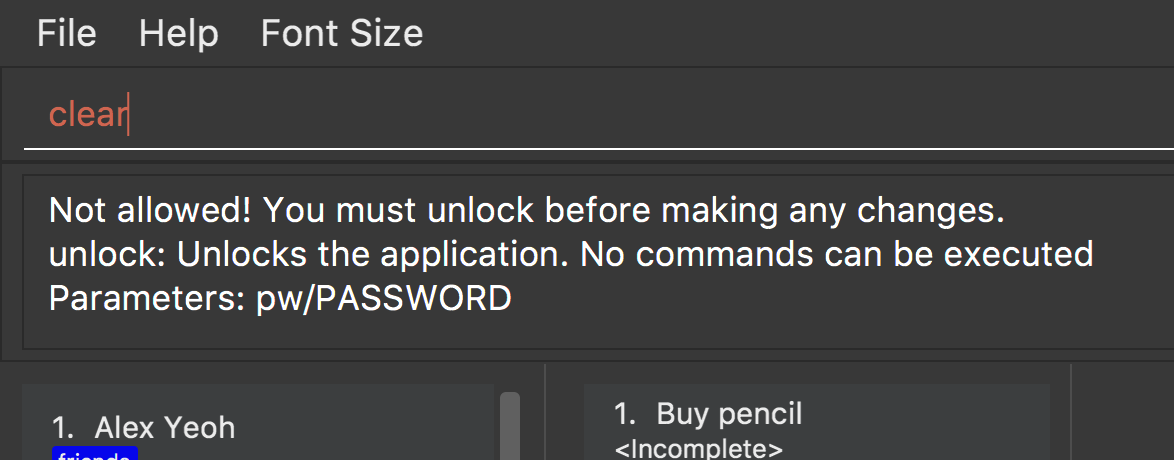 File Help Font Size
clear
Not allowed! You must unlock before making any changes.
unlock: Unlocks the application. No commands can be executed
Parameters: pw/PASSWORD
1. Alex Yeoh
friends
1. Buy pencil
<Incomplete>